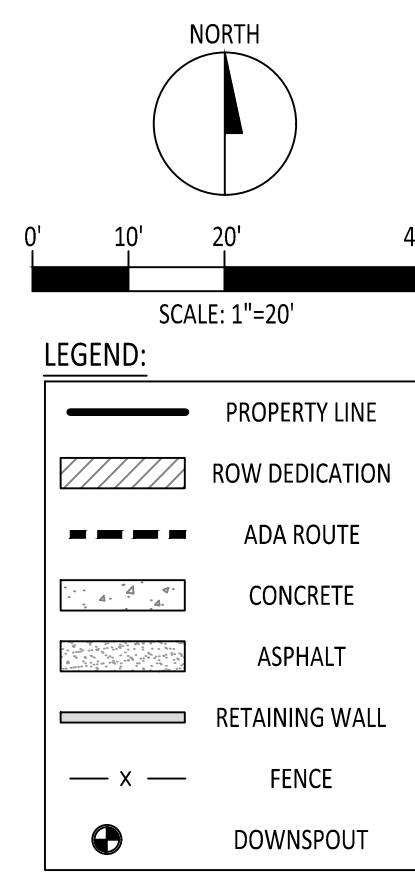 NORTH
0' 10' 20' 4
SCALE: 1"=20'
LEGEND:
PROPERTY LINE
ROW DEDICATION
ADA ROUTE
CONCRETE
ASPHALT
RETAINING WALL
X FENCE
DOWNSPOUT